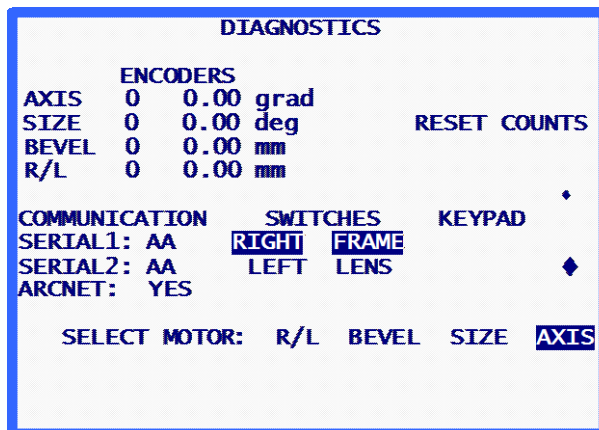 DIAGNOSTICS
ENCODERS
AXIS 0 0.00 grad
SIZE 0 0.00 deg RESET COUNTS
BEVEL 0 0.00 mm
R/L 0 0.00 mm
COMMUNICATION SWITCHES KEYPAD
SERIAL1: AA RIGHT FRAME
SERIAL2: AA LEFT LENS
ARCNET: YES
SELECT MOTOR: R/L BEVEL SIZE AXIS